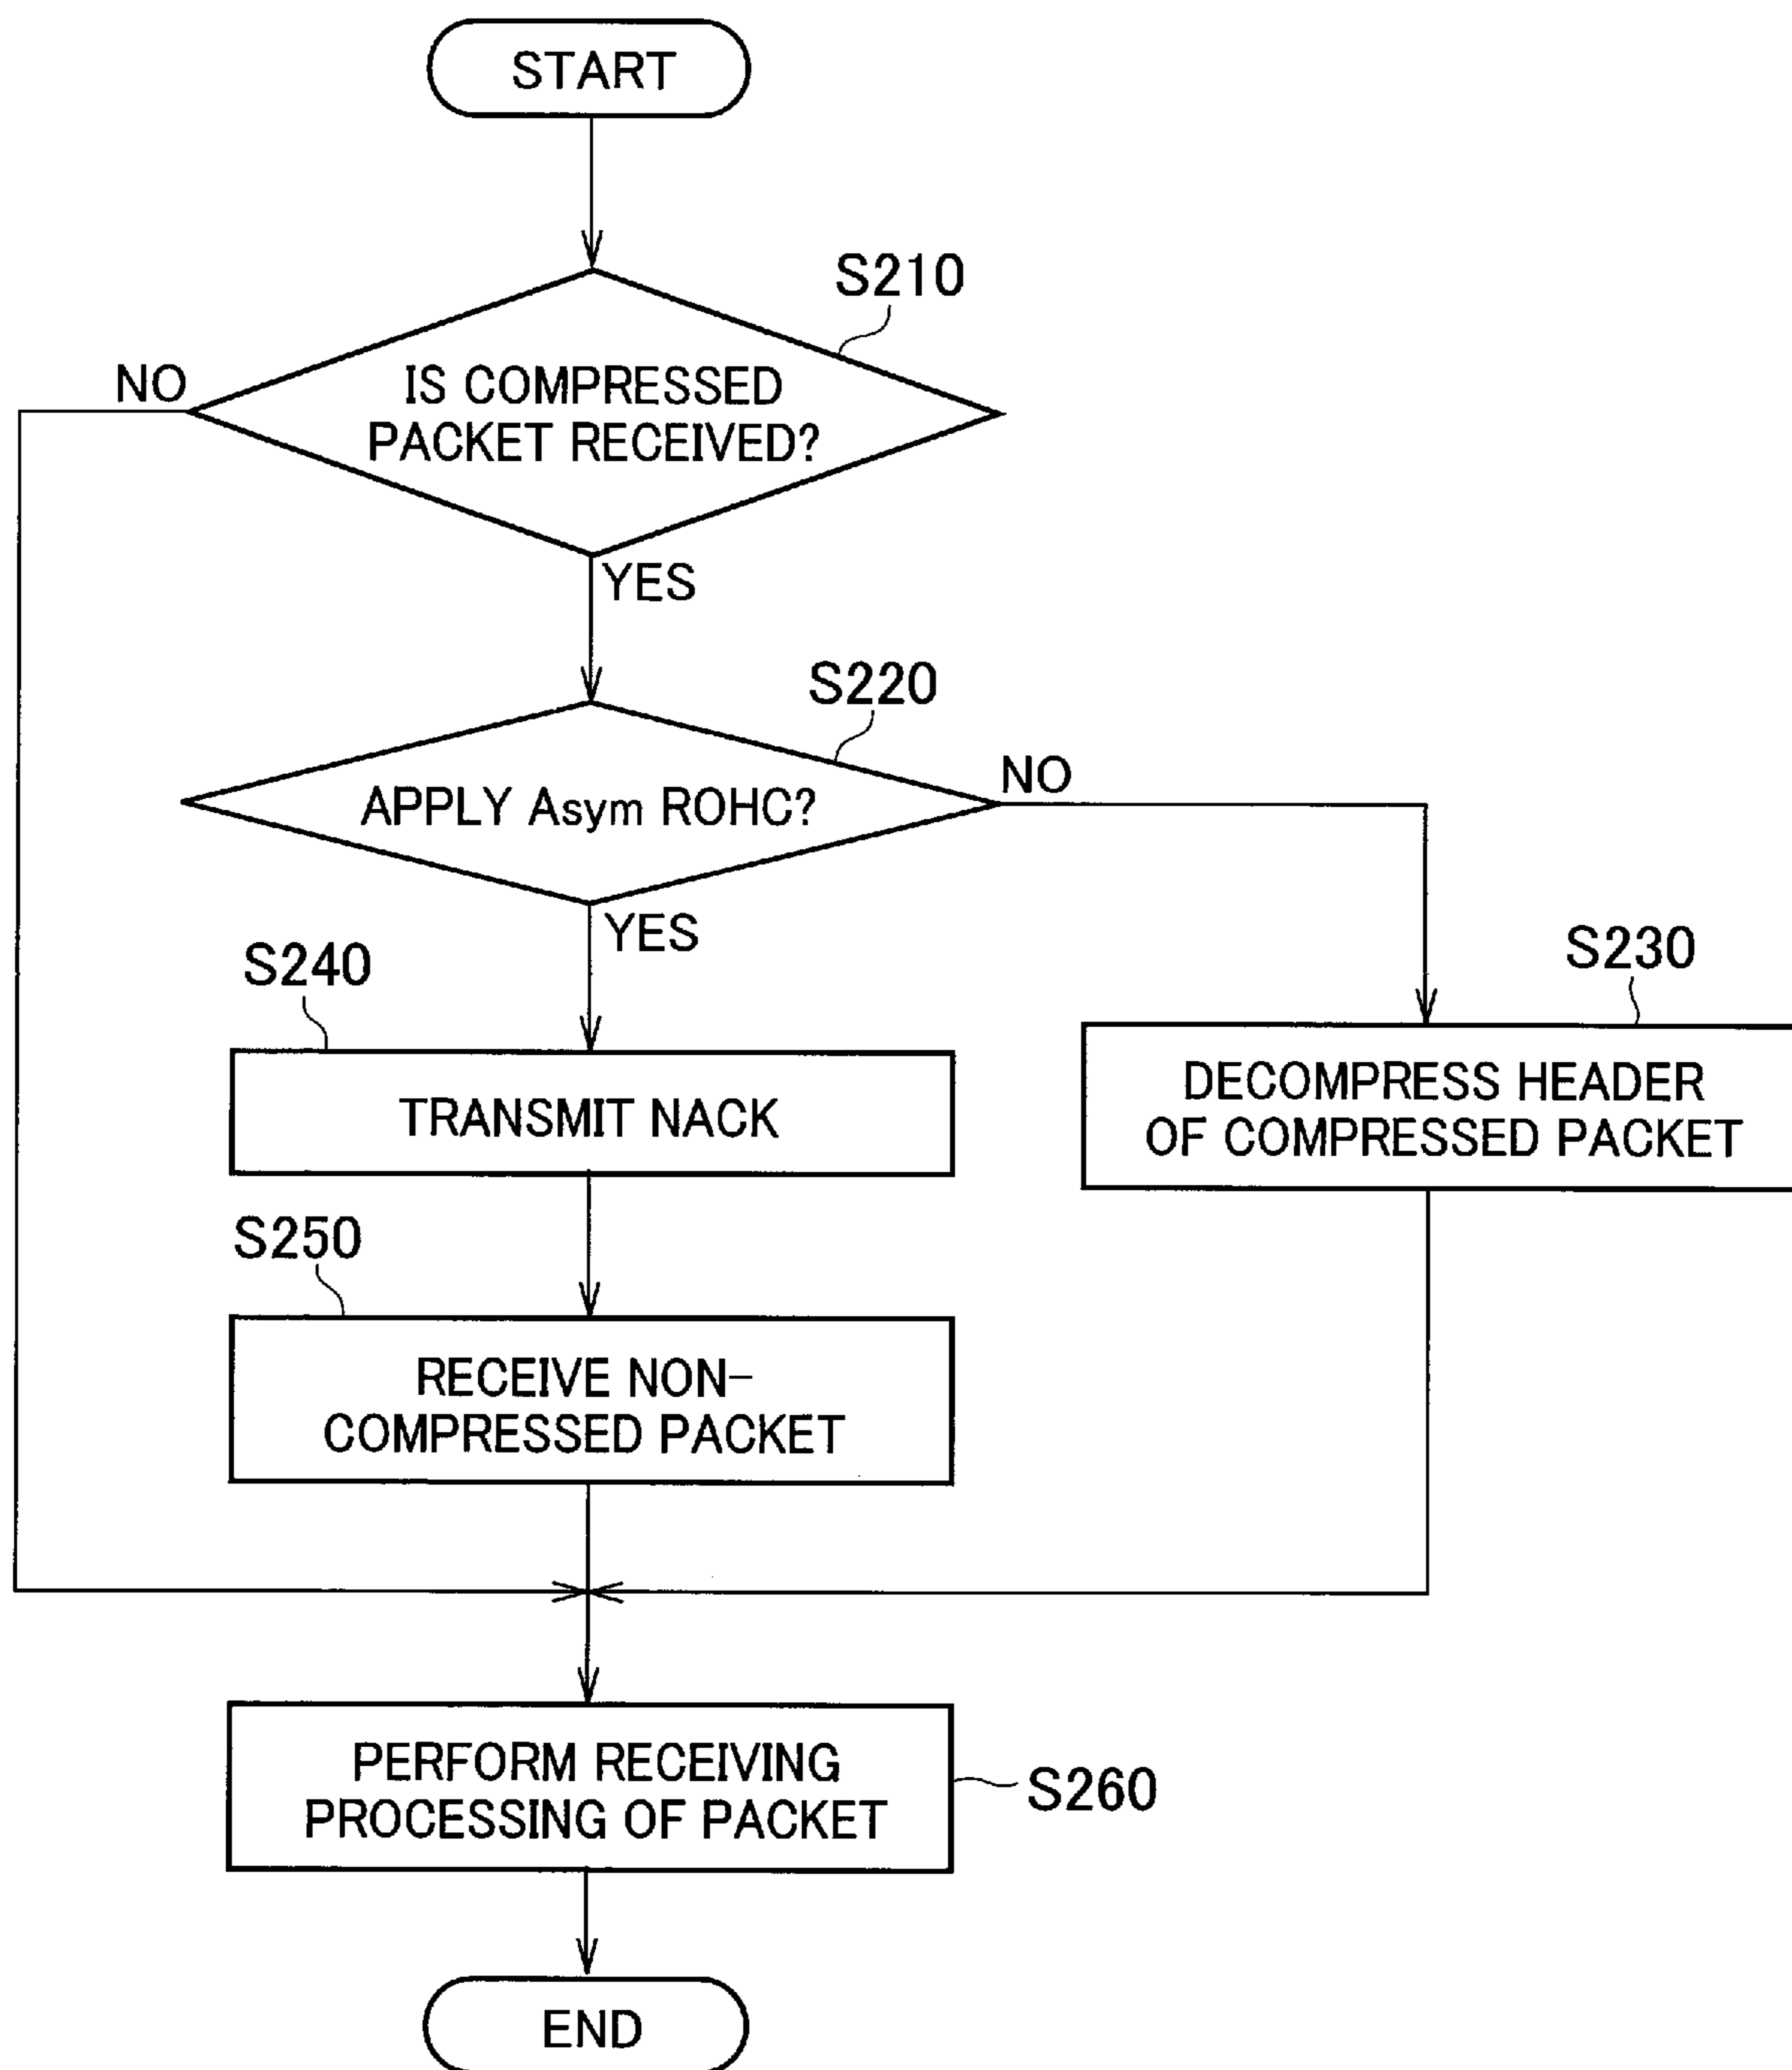 START
S210
NO
IS COMPRESSED
PACKET RECEIVED?
YES
S220
NO
APPLY Asym ROHC?
YES
S240
S230
TRANSMIT NACK
DECOMPRESS HEADER
OF COMPRESSED PACKET
S250
RECEIVE NON-
COMPRESSED PACKET
PERFORM RECEIVING
PROCESSING OF PACKET
S260
END